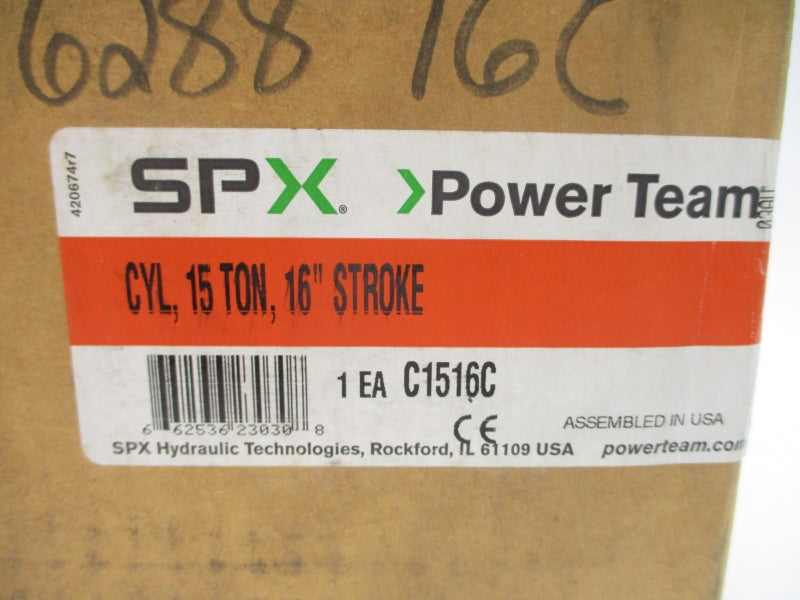 6288 16C
420674r7
SPX® Power Team
CYL, 15 TON, 16" STROKE
1 EA C1516C
6 62536 23030 8
CE
ASSEMBLED IN USA
SPX Hydraulic Technologies, Rockford, IL 61109 USA powerteam.com